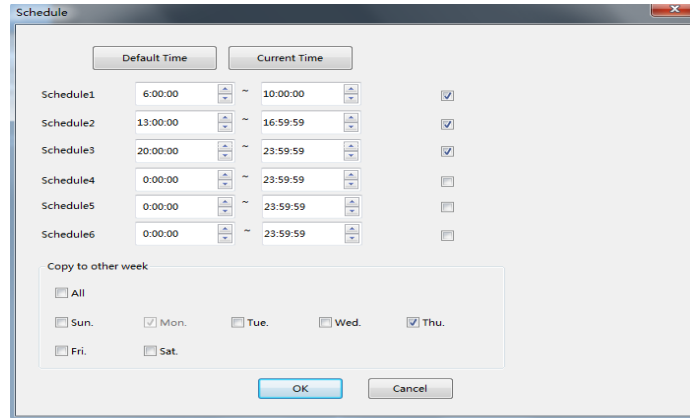 Schedule
Default Time Current Time
Schedule1 6:00:00 ~ 10:00:00
Schedule2 13:00:00 ~ 16:59:59
Schedule3 20:00:00 ~ 23:59:59
Schedule4 0:00:00 ~ 23:59:59
Schedule5 0:00:00 ~ 23:59:59
Schedule6 0:00:00 ~ 23:59:59
Copy to other week
All
Sun. Mon. Tue. Wed. Thu.
Fri. Sat.
OK Cancel